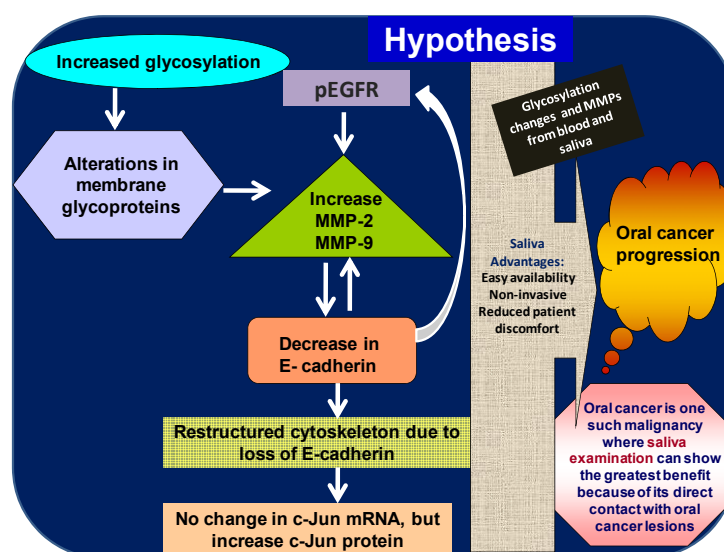 Hypothesis
Increased glycosylation
pEGFR
Alterations in
membrane
glycoproteins
Increase
MMP-2
MMP-9
Decrease in
E- cadherin
Restructured cytoskeleton due to
loss of E-cadherin
No change in c-Jun mRNA, but
increase c-Jun protein
Glycosylation
changes and MMPs
from blood and
saliva
Saliva
Advantages:
Easy availability
Non-invasive
Reduced patient
discomfort
Oral cancer
progression
Oral cancer is one
such malignancy
where saliva
examination can show
the greatest benefit
because of its direct
contact with oral
cancer lesions